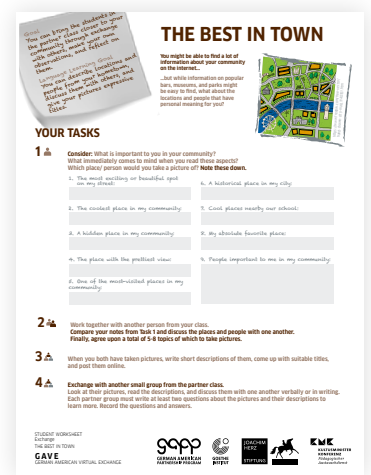 Goal
You can bring the students in
the partner class closer to your
community through exchange
with others, make your own
observations, and reflect on
them.
Language Learning Goal
You can describe locations and
people from your hometown,
discuss them with others, and
give your pictures expressive
titles.
THE BEST IN TOWN
You might be able to find a lot of
information about your community
on the internet...
...but while information on popular
bars, museums, and parks might
be easy to find, what about the
locations and people that have
personal meaning for you?
YOUR TASKS
1 Consider: What is important to you in your community?
What immediately comes to mind when you read these aspects?
Which place/ person would you take a picture of? Note these down.
1. The most exciting or beautiful spot
on my street:
2. The coolest place in my community:
3. A hidden place in my community:
4. The place with the prettiest view:
5. One of the most-visited places in my
community:
6. A historical place in my city:
7. Cool places nearby our school:
8. My absolute favorite place:
9. People important to me in my community:
2 Work together with another person from your class.
Compare your notes from Task 1 and discuss the places and people with one another.
Finally, agree upon a total of 5-8 topics of which to take pictures.
3 When you both have taken pictures, write short descriptions of them, come up with suitable titles,
and post them online.
4 Exchange with another small group from the partner class.
Look at their pictures, read the descriptions, and discuss them with one another verbally or in writing.
Each partner group must write at least two questions about the pictures and their descriptions to
learn more. Record the questions and answers.
STUDENT WORKSHEET
Exchange
THE BEST IN TOWN
GAVE
GERMAN AMERICAN VIRTUAL EXCHANGE
gapp
GERMAN AMERICAN
PARTNERSHIP PROGRAM
GOETHE
INSTITUT
JOACHIM
HERZ
STIFTUNG
KMK
KULTUSMINISTER
KONFERENZ
Pädagogischer
Austauschdienst